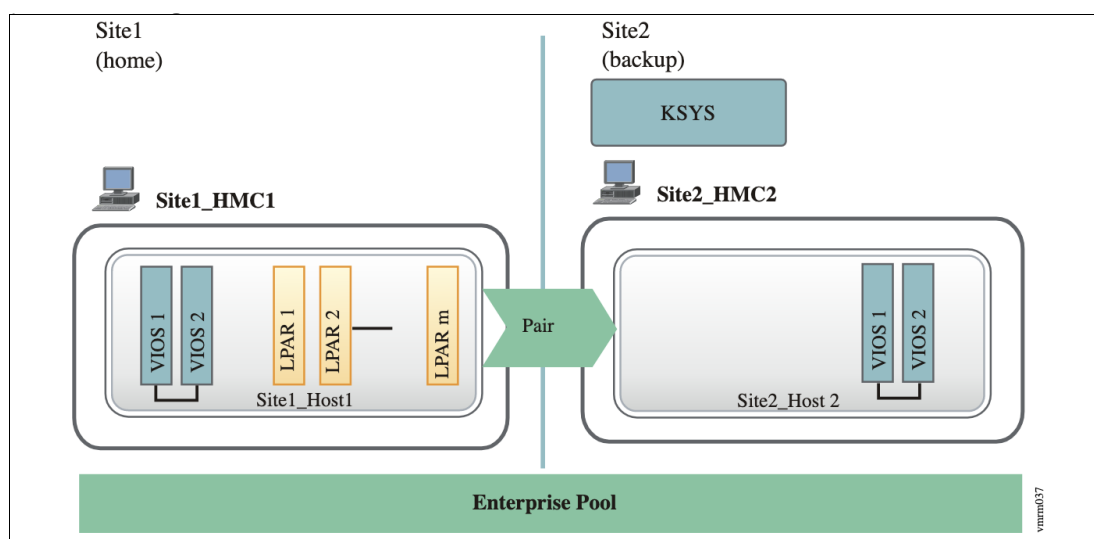 Site1
(home)
Site2
(backup)
KSYS
Site1_HMC1
Site2_HMC2
VIOS 1
VIOS 2
LPAR 1
LPAR 2
LPAR m
Site1_Host1
Pair
VIOS 1
VIOS 2
Site2_Host 2
Enterprise Pool
vmrm037